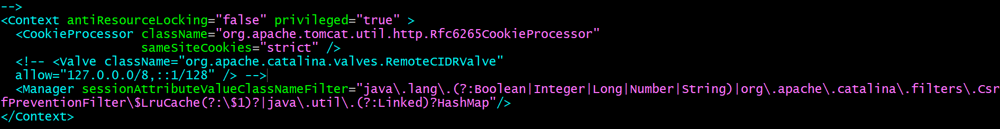 -->
<Context antiResourceLocking="false" privileged="true" >
  <CookieProcessor className="org.apache.tomcat.util.http.Rfc6265CookieProcessor"
                   sameSiteCookies="strict" />
  <!-- <Valve className="org.apache.catalina.valves.RemoteCIDRValve"
  allow="127.0.0.0/8,::1/128" /> -->
  <Manager sessionAttributeValueClassNameFilter="java\.lang\.(?:Boolean|Integer|Long|Number|String)|org\.apache\.catalina\.filters\.Csr
fPreventionFilter\$LruCache(?:\$1)?|java\.util\.(?:Linked)?HashMap"/>
</Context>